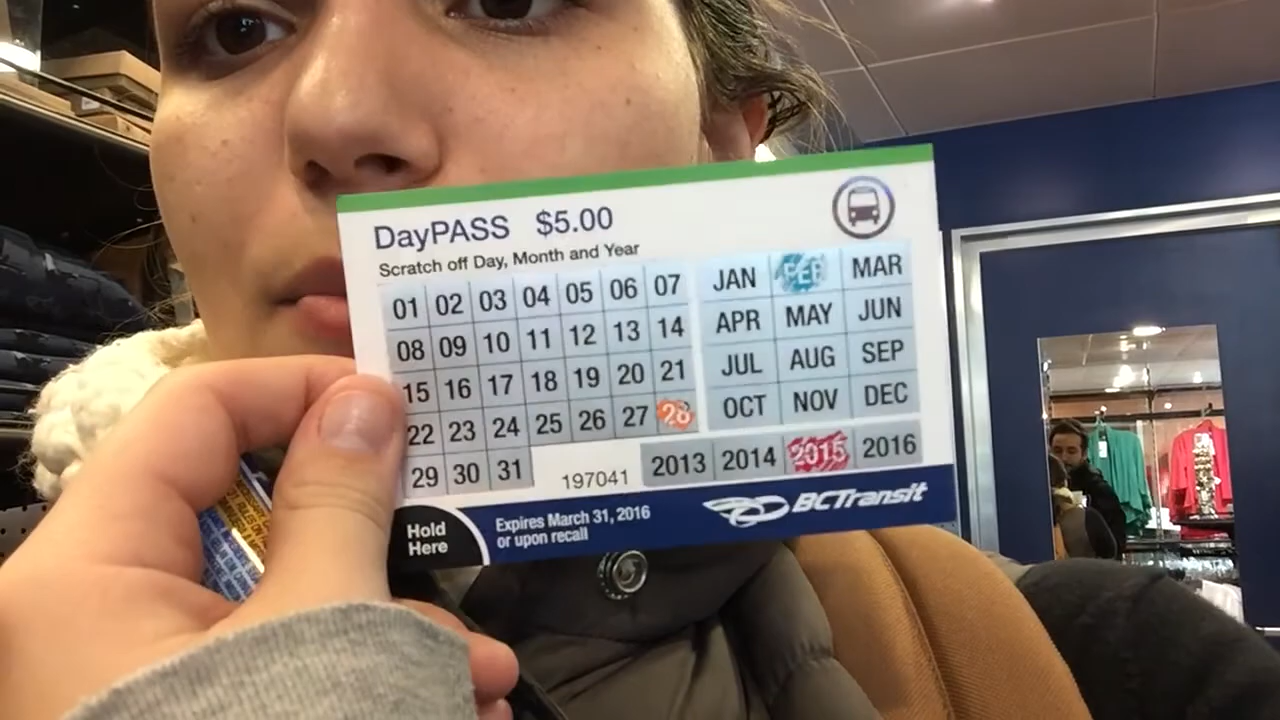 DayPASS $5.00
Scratch off Day, Month and Year
01 02 03 04 05 06 07
08 09 10 11 12 13 14
15 16 17 18 19 20 21
22 23 24 25 26 27 28
29 30 31
JAN FEB MAR
APR MAY JUN
JUL AUG SEP
OCT NOV DEC
197041
2013 2014 2015 2016
Hold
Here
Expires March 31, 2016
or upon recall
BCTransit